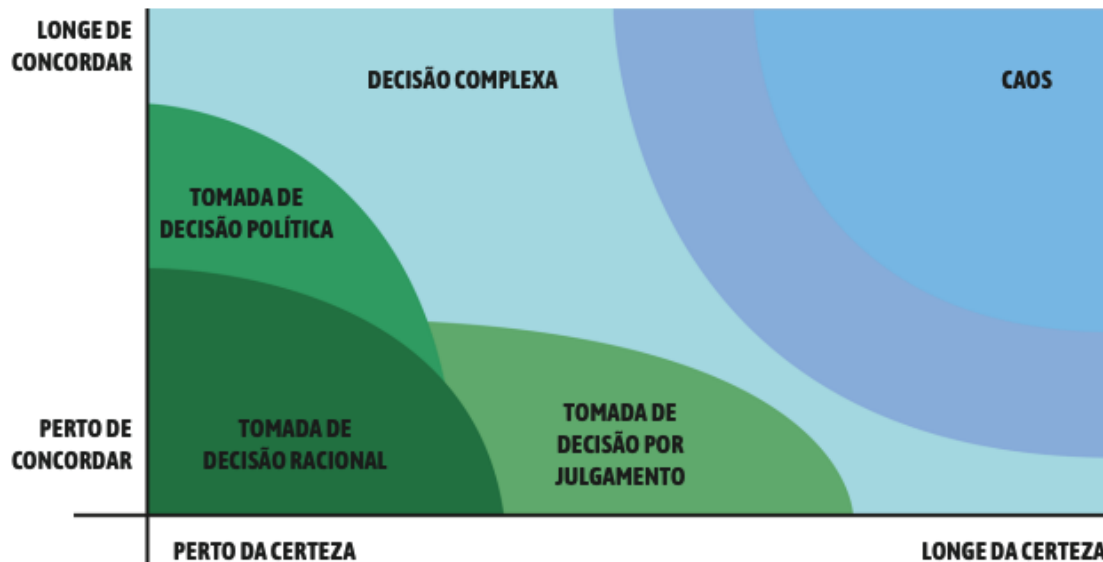 LONGE DE
CONCORDAR
DECISÃO COMPLEXA
CAOS
TOMADA DE
DECISÃO POLÍTICA
PERTO DE
CONCORDAR
TOMADA DE
DECISÃO RACIONAL
TOMADA DE
DECISÃO POR
JULGAMENTO
PERTO DA CERTEZA
LONGE DA CERTEZA